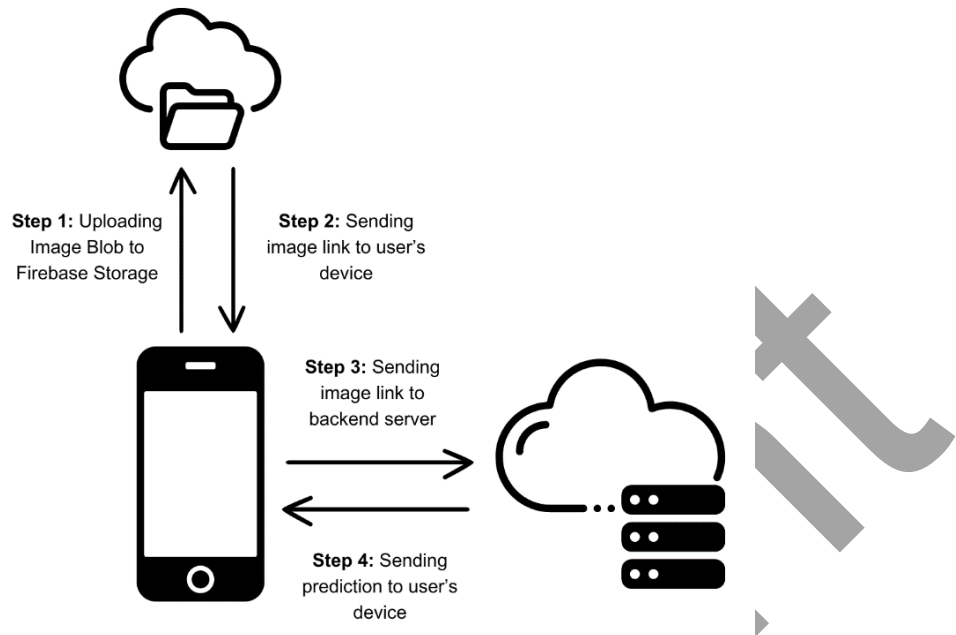 Step 1: Uploading
Image Blob to
Firebase Storage
Step 2: Sending
image link to user’s
device
Step 3: Sending
image link to
backend server
Step 4: Sending
prediction to user’s
device